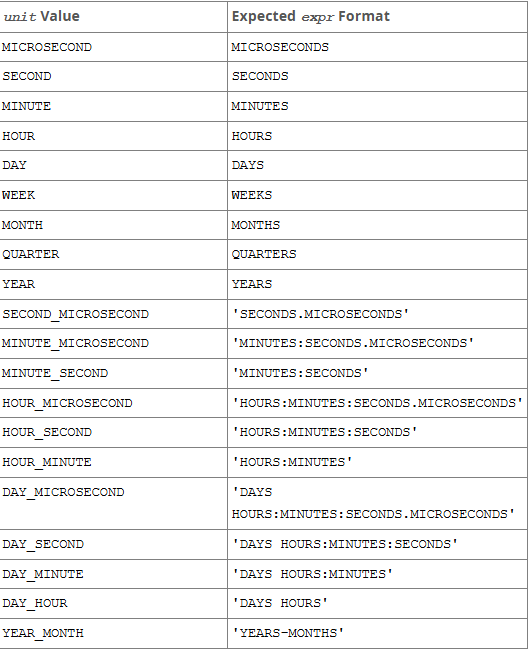 unit Value Expected expr Format
MICROSECOND MICROSECONDS
SECOND SECONDS
MINUTE MINUTES
HOUR HOURS
DAY DAYS
WEEK WEEKS
MONTH MONTHS
QUARTER QUARTERS
YEAR YEARS
SECOND_MICROSECOND 'SECONDS.MICROSECONDS'
MINUTE_MICROSECOND 'MINUTES:SECONDS.MICROSECONDS'
MINUTE_SECOND 'MINUTES:SECONDS'
HOUR_MICROSECOND 'HOURS:MINUTES:SECONDS.MICROSECONDS'
HOUR_SECOND 'HOURS:MINUTES:SECONDS'
HOUR_MINUTE 'HOURS:MINUTES'
DAY_MICROSECOND 'DAYS
HOURS:MINUTES:SECONDS.MICROSECONDS'
DAY_SECOND 'DAYS HOURS:MINUTES:SECONDS'
DAY_MINUTE 'DAYS HOURS:MINUTES'
DAY_HOUR 'DAYS HOURS'
YEAR_MONTH 'YEARS-MONTHS'